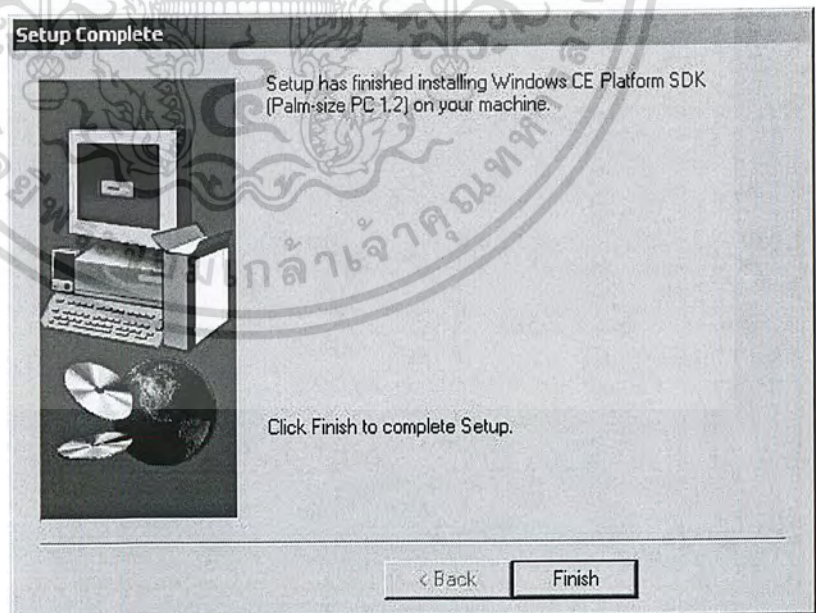 Setup Complete
Setup has finished installing Windows CE Platform SDK
(Palm-size PC 1.2) on your machine.
Click Finish to complete Setup.
< Back
Finish